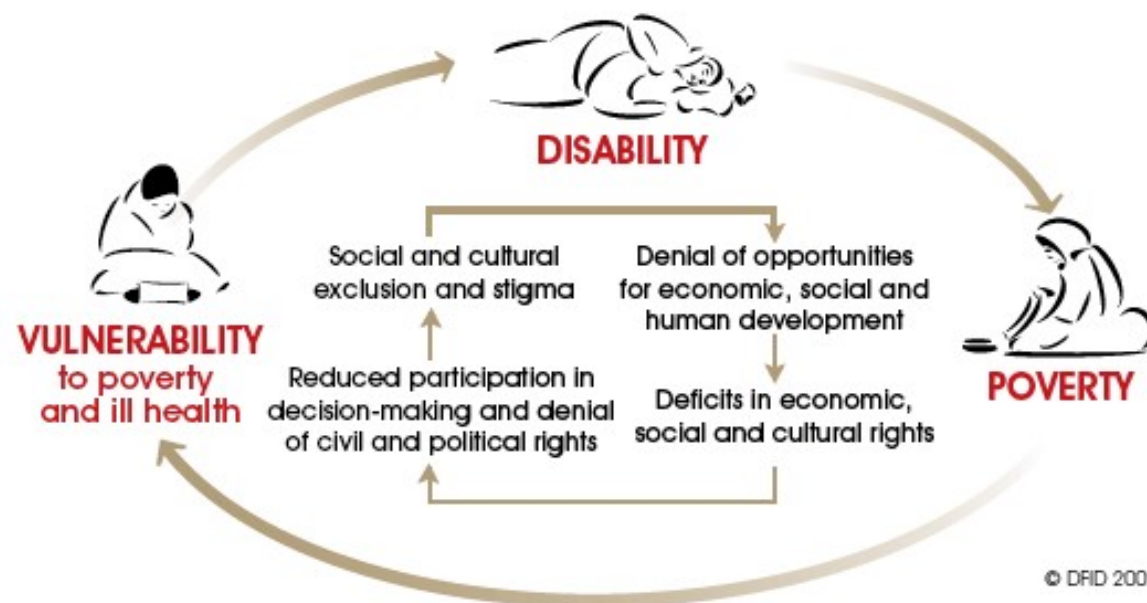 DISABILITY
Social and cultural
exclusion and stigma
Denial of opportunities
for economic, social and
human development
VULNERABILITY
to poverty
and ill health
Reduced participation in
decision-making and denial
of civil and political rights
Deficits in economic,
social and cultural rights
POVERTY
© DFID 200